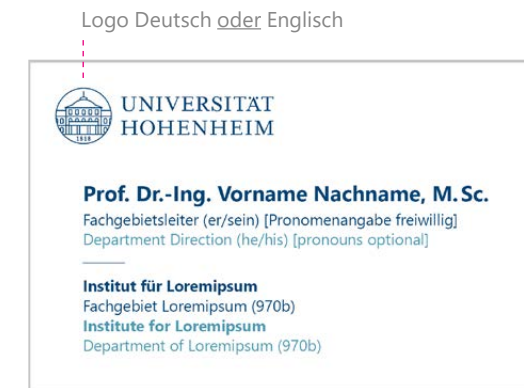 Logo Deutsch oder Englisch
UNIVERSITÄT
HOHENHEIM
1818
Prof. Dr.-Ing. Vorname Nachname, M. Sc.
Fachgebietsleiter (er/sein) [Pronomenangabe freiwillig]
Department Direction (he/his) [pronouns optional]
Institut für Loremipsum
Fachgebiet Loremipsum (970b)
Institute for Loremipsum
Department of Loremipsum (970b)